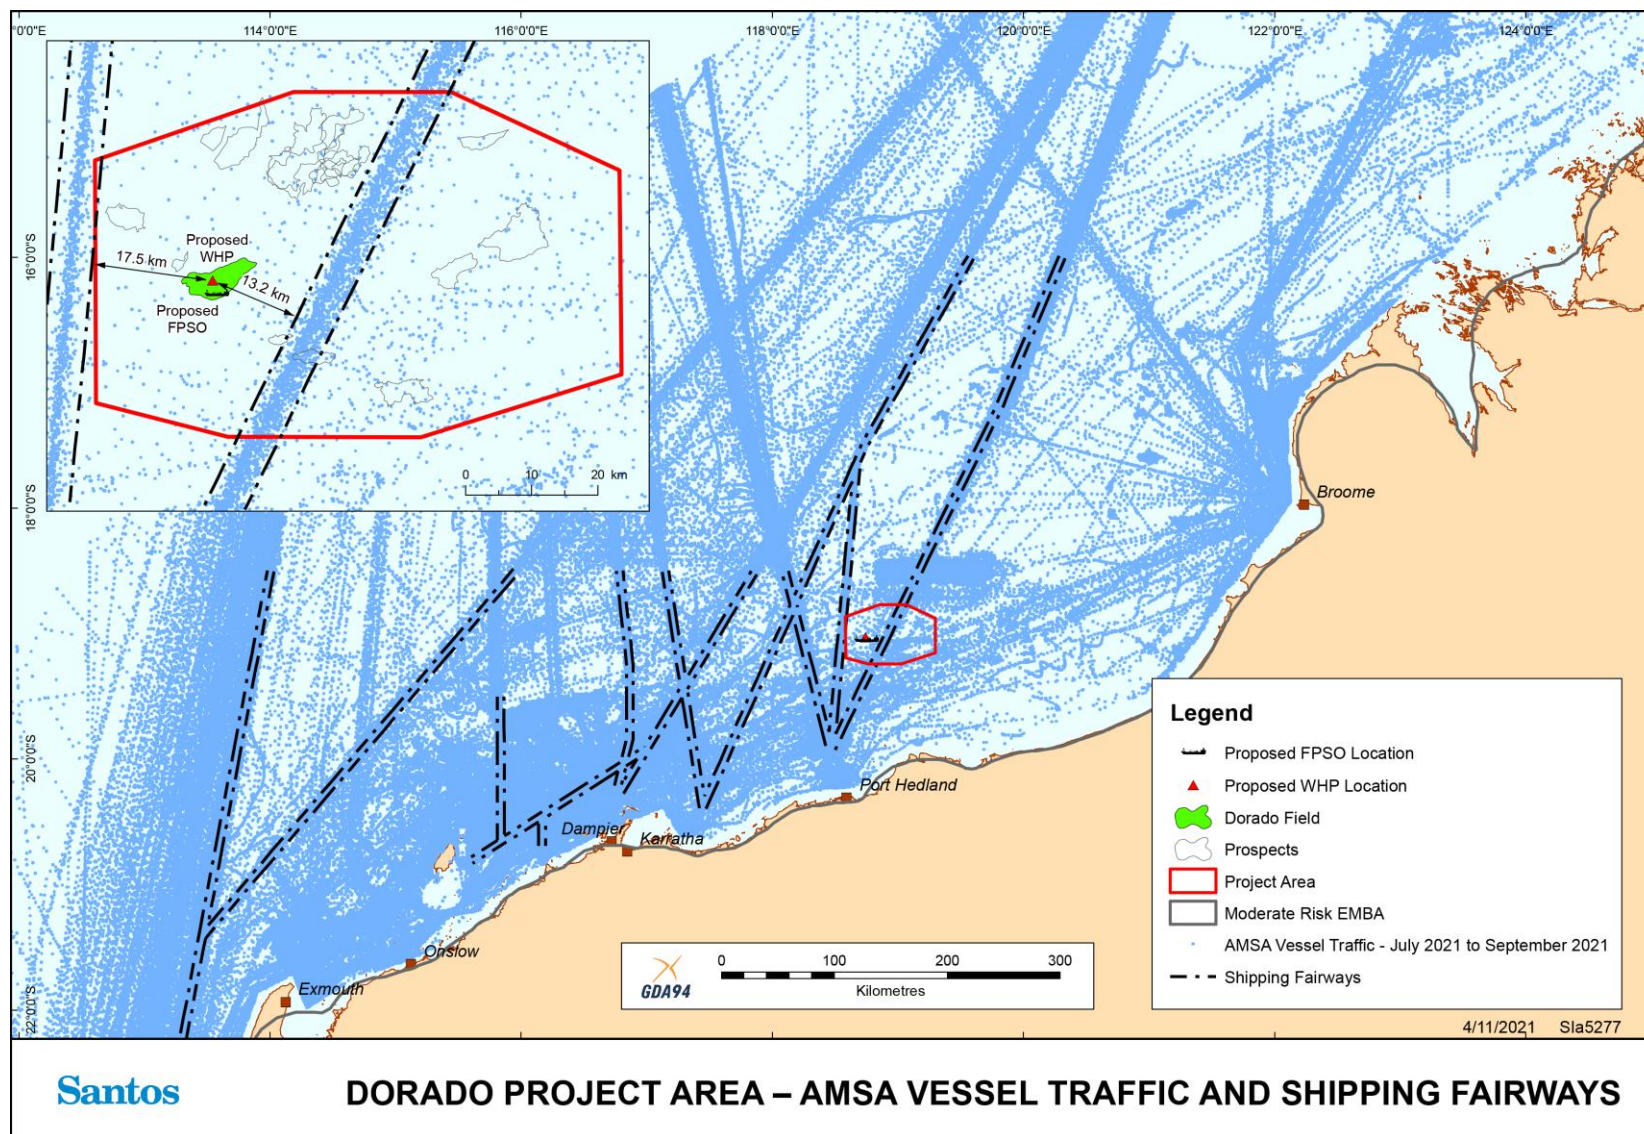 00'0"E
114°0'0"E
116°0'0"E
118°0'0"E
120°0'0"E
122°0'0"E
124°0'0"E
16°0'0"S
18°0'0"S
20°0'0"S
22°0'0"S
Proposed
WHP
17.5 km
13.2 km
Proposed
FPSO
0 10 20 km
Broome
Port Hedland
Dampier
Karratha
Onslow
Exmouth
GDA94
0 100 200 300
Kilometres
Legend
Proposed FPSO Location
Proposed WHP Location
Dorado Field
Prospects
Project Area
Moderate Risk EMBA
AMSA Vessel Traffic - July 2021 to September 2021
Shipping Fairways
4/11/2021 Sla5277
Santos
DORADO PROJECT AREA – AMSA VESSEL TRAFFIC AND SHIPPING FAIRWAYS